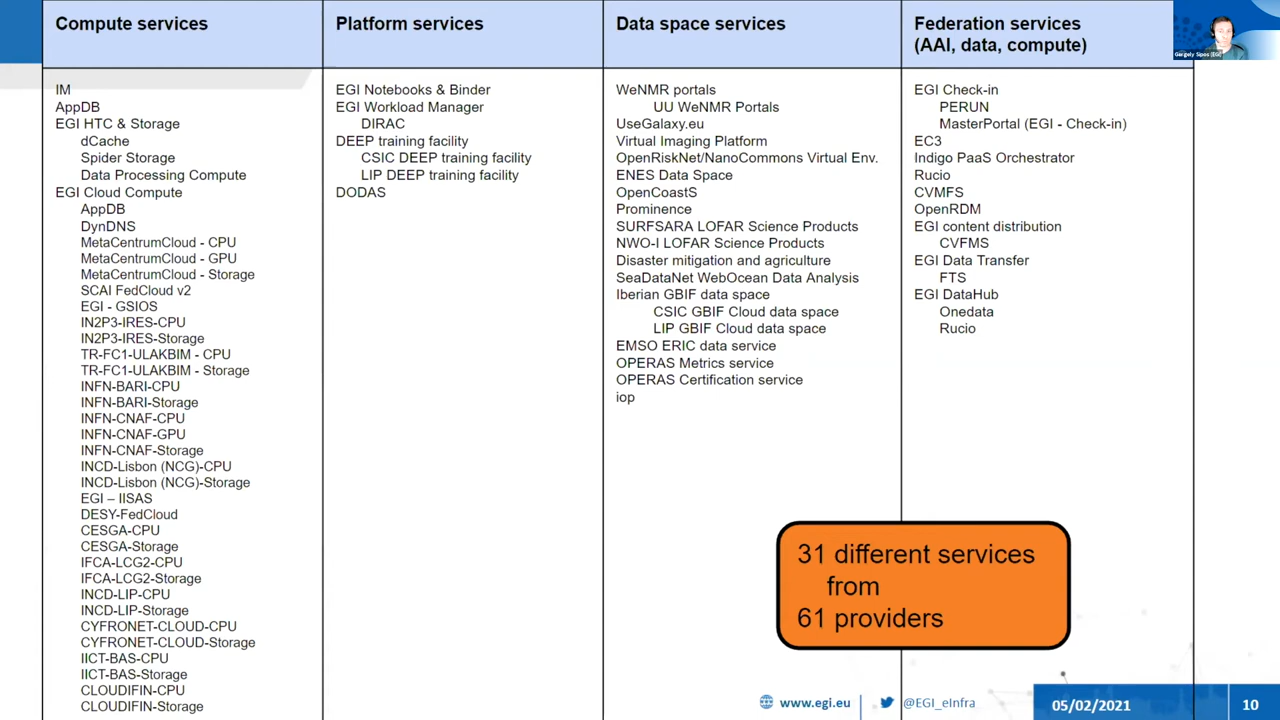 Compute services
Platform services
Data space services
Federation services
(AAI, data, compute)
Gergely Sipos (EGI)
IM
AppDB
EGI HTC & Storage
dCache
Spider Storage
Data Processing Compute
EGI Cloud Compute
AppDB
DynDNS
MetaCentrumCloud - CPU
MetaCentrumCloud - GPU
MetaCentrumCloud - Storage
SCAI FedCloud v2
EGI - GSIOS
IN2P3-IRES-CPU
IN2P3-IRES-Storage
TR-FC1-ULAKBIM - CPU
TR-FC1-ULAKBIM - Storage
INFN-BARI-CPU
INFN-BARI-Storage
INFN-CNAF-CPU
INFN-CNAF-GPU
INFN-CNAF-Storage
INCD-Lisbon (NCG)-CPU
INCD-Lisbon (NCG)-Storage
EGI – IISAS
DESY-FedCloud
CESGA-CPU
CESGA-Storage
IFCA-LCG2-CPU
IFCA-LCG2-Storage
INCD-LIP-CPU
INCD-LIP-Storage
CYFRONET-CLOUD-CPU
CYFRONET-CLOUD-Storage
IICT-BAS-CPU
IICT-BAS-Storage
CLOUDIFIN-CPU
CLOUDIFIN-Storage
EGI Notebooks & Binder
EGI Workload Manager
DIRAC
DEEP training facility
CSIC DEEP training facility
LIP DEEP training facility
DODAS
WeNMR portals
UU WeNMR Portals
UseGalaxy.eu
Virtual Imaging Platform
OpenRiskNet/NanoCommons Virtual Env.
ENES Data Space
OpenCoastS
Prominence
SURFSARA LOFAR Science Products
NWO-I LOFAR Science Products
Disaster mitigation and agriculture
SeaDataNet WebOcean Data Analysis
Iberian GBIF data space
CSIC GBIF Cloud data space
LIP GBIF Cloud data space
EMSO ERIC data service
OPERAS Metrics service
OPERAS Certification service
iop
EGI Check-in
PERUN
MasterPortal (EGI - Check-in)
EC3
Indigo PaaS Orchestrator
Rucio
CVMFS
OpenRDM
EGI content distribution
CVFMS
EGI Data Transfer
FTS
EGI DataHub
Onedata
Rucio
31 different services
from
61 providers
www.egi.eu
@EGI_eInfra
05/02/2021
10